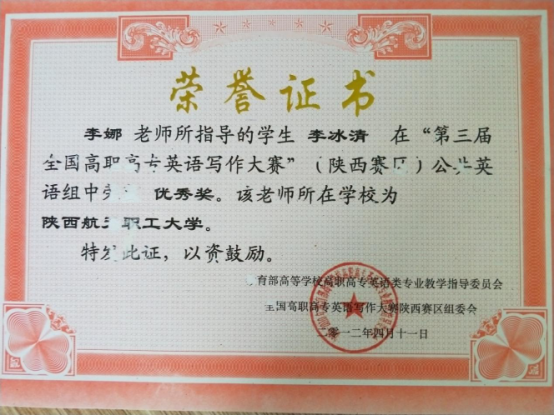 荣誉证书
李娜 老师所指导的学生 李冰清 在“第三届
全国高职高专英语写作大赛”（陕西赛区）公共英
语组中荣 优秀奖。该老师所在学校为
陕西航天职工大学。
特发此证，以资鼓励。
育部高等学校高职高专英语类专业教学指导委员会
全国高职高专英语写作大赛陕西赛区组委会
二零一二年四月十一日